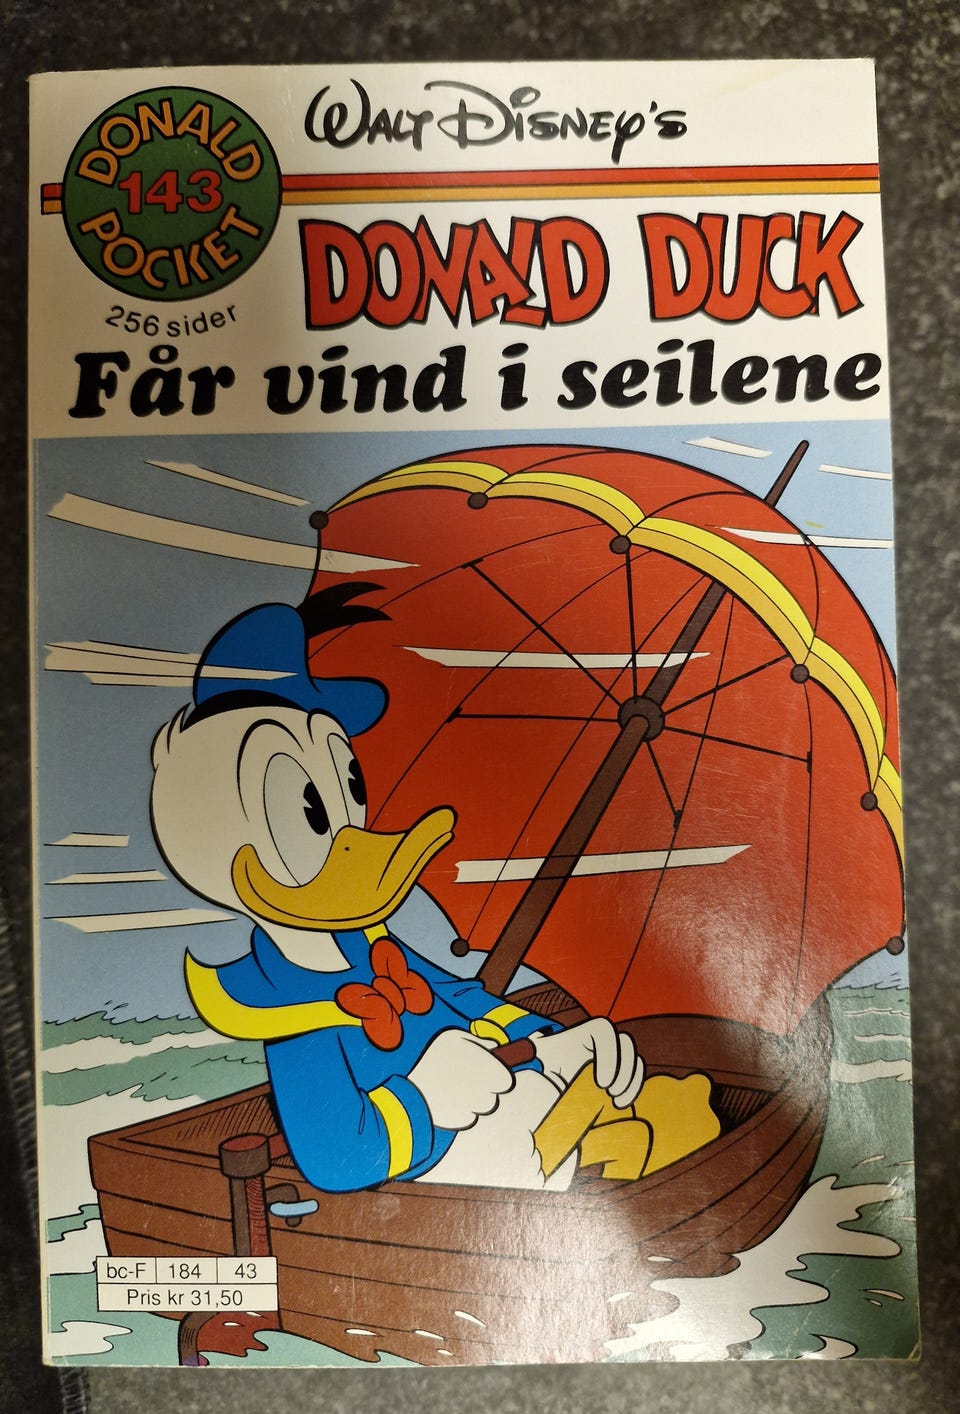 DONALD
143
POCKET
256 sider
WALT DISNEY'S
DONALD DUCK
Får vind i seilene
bc-F 184 43
Pris kr 31,50